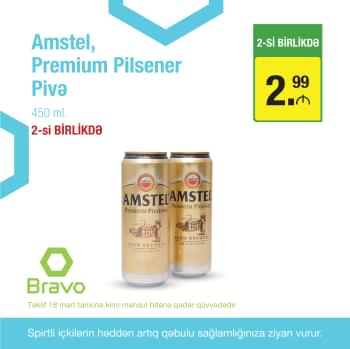 Amstel,
Premium Pilsener
Pivə
450 ml.
2-si BİRLİKDƏ
2-Sİ BİRLİKDƏ
2.99 ₼
AMSTEL
PREMIUM PILSENER
AMSTEL
PREMIUM PILSENER
Bravo
Təklif 18 mart tarixinə kimi məhsul bitənə qədər qüvvədədir
Spirtli içkilərin həddən artıq qəbulu sağlamlığınıza ziyan vurur.